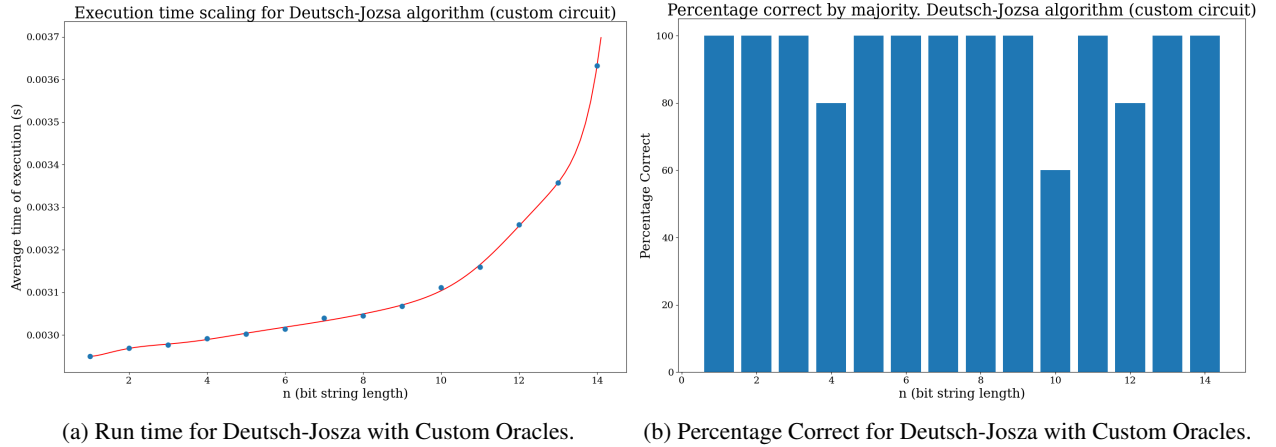 Execution time scaling for Deutsch-Jozsa algorithm (custom circuit)
0.0037
0.0036
0.0035
0.0034
0.0033
0.0032
0.0031
0.0030
Average time of execution (s)
2 4 6 8 10 12 14
n (bit string length)
(a) Run time for Deutsch-Josza with Custom Oracles.
Percentage correct by majority. Deutsch-Jozsa algorithm (custom circuit)
100
80
60
40
20
0
Percentage Correct
0 2 4 6 8 10 12 14
n (bit string length)
(b) Percentage Correct for Deutsch-Josza with Custom Oracles.